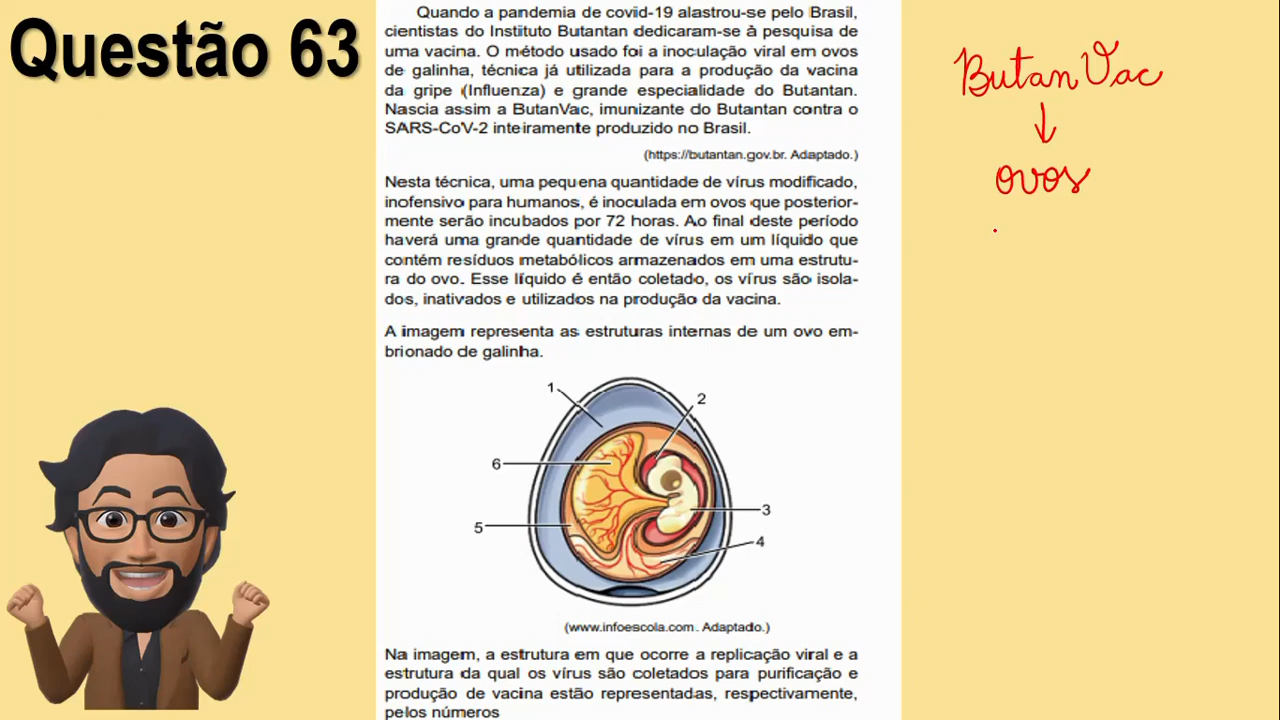 Questão 63
Quando a pandemia de covid-19 alastrou-se pelo Brasil,
cientistas do Instituto Butantan dedicaram-se à pesquisa de
uma vacina. O método usado foi a inoculação viral em ovos
de galinha, técnica já utilizada para a produção da vacina
da gripe (Influenza) e grande especialidade do Butantan.
Nascia assim a ButanVac, imunizante do Butantan contra o
SARS-CoV-2 inteiramente produzido no Brasil.
(https://butantan.gov.br. Adaptado.)
Nesta técnica, uma pequena quantidade de vírus modificado,
inofensivo para humanos, é inoculada em ovos que posterior-
mente serão incubados por 72 horas. Ao final deste período
haverá uma grande quantidade de vírus em um líquido que
contém resíduos metabólicos armazenados em uma estrutu-
ra do ovo. Esse líquido é então coletado, os vírus são isola-
dos, inativados e utilizados na produção da vacina.
A imagem representa as estruturas internas de um ovo em-
brionado de galinha.
1
2
6
3
5
4
(www.infoescola.com. Adaptado.)
Na imagem, a estrutura em que ocorre a replicação viral e a
estrutura da qual os vírus são coletados para purificação e
produção de vacina estão representadas, respectivamente,
pelos números
ButanVac
↓
ovos